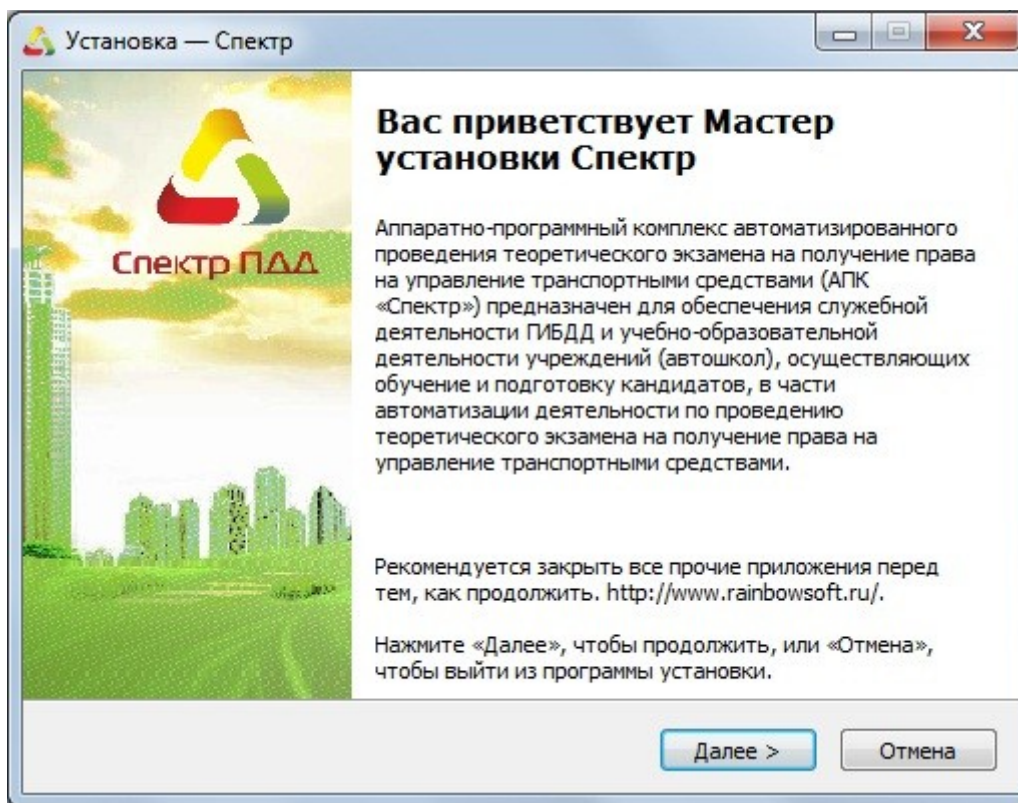 Установка — Спектр
Спектр ПДД
Вас приветствует Мастер
установки Спектр
Аппаратно-программный комплекс автоматизированного
проведения теоретического экзамена на получение права
на управление транспортными средствами (АПК
«Спектр») предназначен для обеспечения служебной
деятельности ГИБДД и учебно-образовательной
деятельности учреждений (автошкол), осуществляющих
обучение и подготовку кандидатов, в части
автоматизации деятельности по проведению
теоретического экзамена на получение права на
управление транспортными средствами.
Рекомендуется закрыть все прочие приложения перед
тем, как продолжить. http://www.rainbowsoft.ru/.
Нажмите «Далее», чтобы продолжить, или «Отмена»,
чтобы выйти из программы установки.
Далее >
Отмена